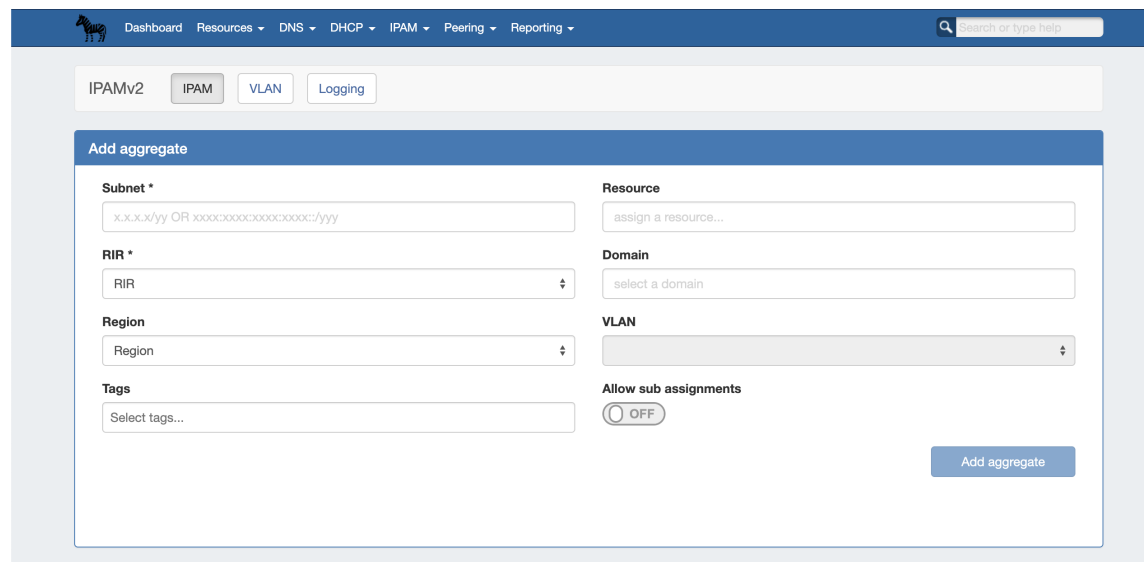 Dashboard Resources DNS DHCP IPAM Peering Reporting Search or type help
IPAMv2 IPAM VLAN Logging
Add aggregate
Subnet * Resource
x.x.x.x/yy OR xxxx:xxxx:xxxx:xxxx::/yyy assign a resource...
RIR * Domain
RIR select a domain
Region VLAN
Region
Tags Allow sub assignments
Select tags... OFF
Add aggregate